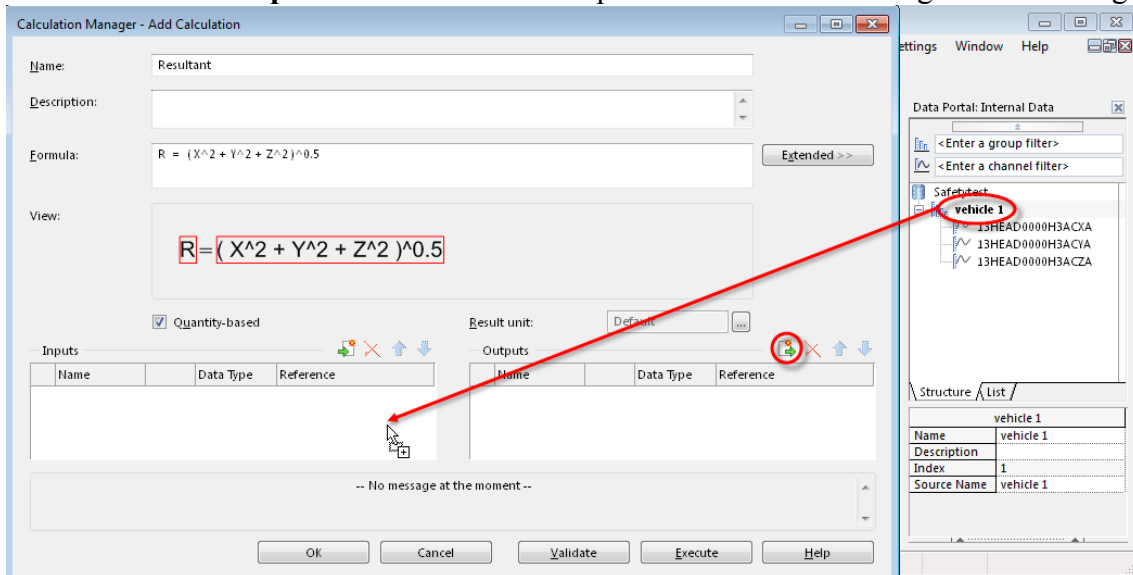 Calculation Manager - Add Calculation
Name: Resultant
Description:
Formula: R = (X^2 + Y^2 + Z^2)^0.5 Extended >>
View:
R = ( X^2 + Y^2 + Z^2 )^0.5
Quantity-based Result unit: Default ...
Inputs Outputs
Name Data Type Reference Name Data Type Reference
-- No message at the moment --
OK Cancel Validate Execute Help
ettings Window Help
Data Portal: Internal Data
<Enter a group filter>
<Enter a channel filter>
Safetytest
vehicle 1
13HEAD0000H3ACXA
13HEAD0000H3ACYA
13HEAD0000H3ACZA
Structure List
vehicle 1
Name vehicle 1
Description
Index 1
Source Name vehicle 1